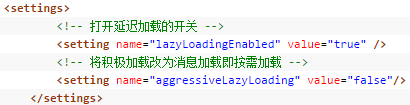 <settings>
<!-- 打开延迟加载的开关 -->
<setting name="lazyLoadingEnabled" value="true" />
<!-- 将积极加载改为消息加载即按需加载 -->
<setting name="aggressiveLazyLoading" value="false"/>
</settings>